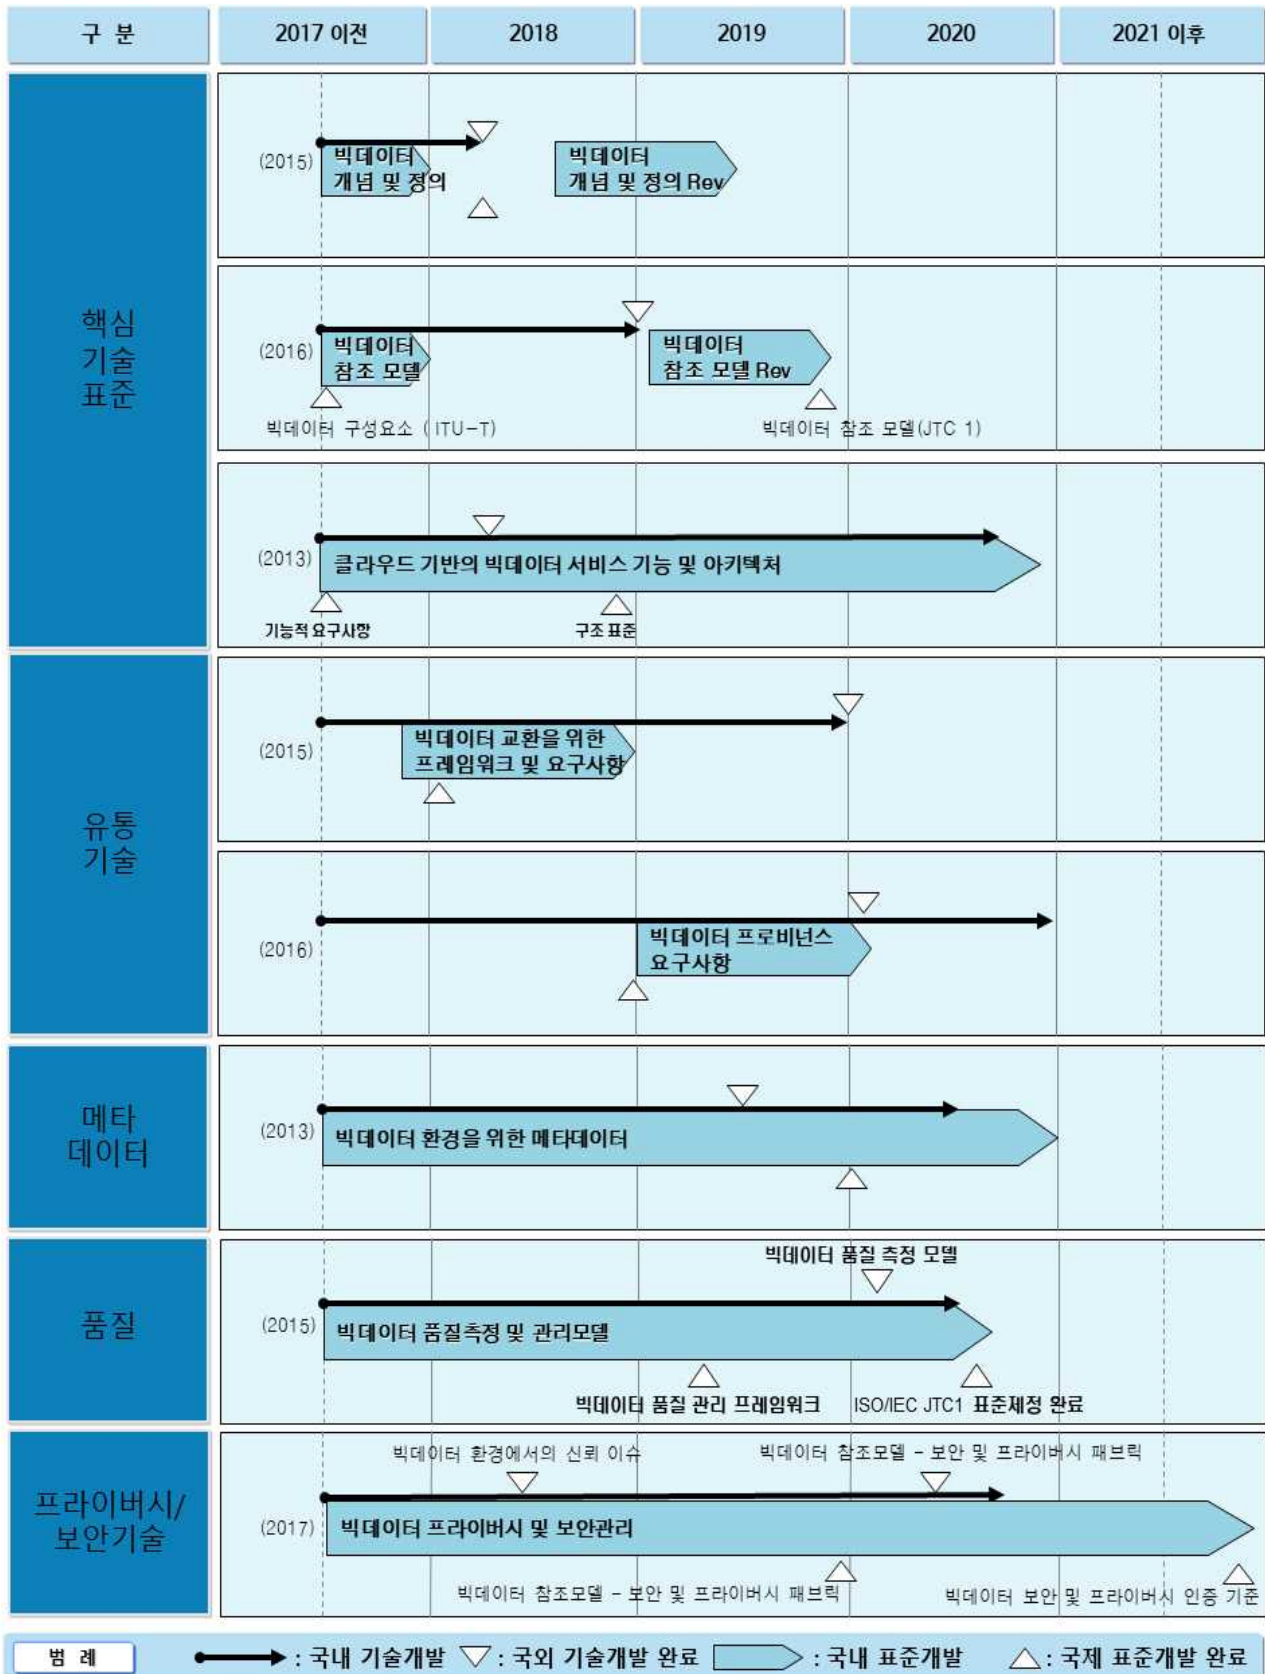 구 분
2017 이전
2018
2019
2020
2021 이후
핵심
기술
표준
(2015)
빅데이터
개념 및 정의
빅데이터
개념 및 정의 Rev
(2016)
빅데이터
참조 모델
빅데이터
참조 모델 Rev
빅데이터 구성요소 ( ITU-T)
빅데이터 참조 모델(JTC 1)
(2013)
클라우드 기반의 빅데이터 서비스 기능 및 아키텍처
기능적 요구사항
구조 표준
유통
기술
(2015)
빅데이터 교환을 위한
프레임워크 및 요구사항
(2016)
빅데이터 프로비넌스
요구사항
메타
데이터
(2013)
빅데이터 환경을 위한 메타데이터
품질
빅데이터 품질 측정 모델
(2015)
빅데이터 품질측정 및 관리모델
빅데이터 품질 관리 프레임워크
ISO/IEC JTC1 표준제정 완료
프라이버시/
보안기술
빅데이터 환경에서의 신뢰 이슈
빅데이터 참조모델 - 보안 및 프라이버시 패브릭
(2017)
빅데이터 프라이버시 및 보안관리
빅데이터 참조모델 - 보안 및 프라이버시 패브릭
빅데이터 보안 및 프라이버시 인증 기준
범 례
: 국내 기술개발
: 국외 기술개발 완료
: 국내 표준개발
: 국제 표준개발 완료